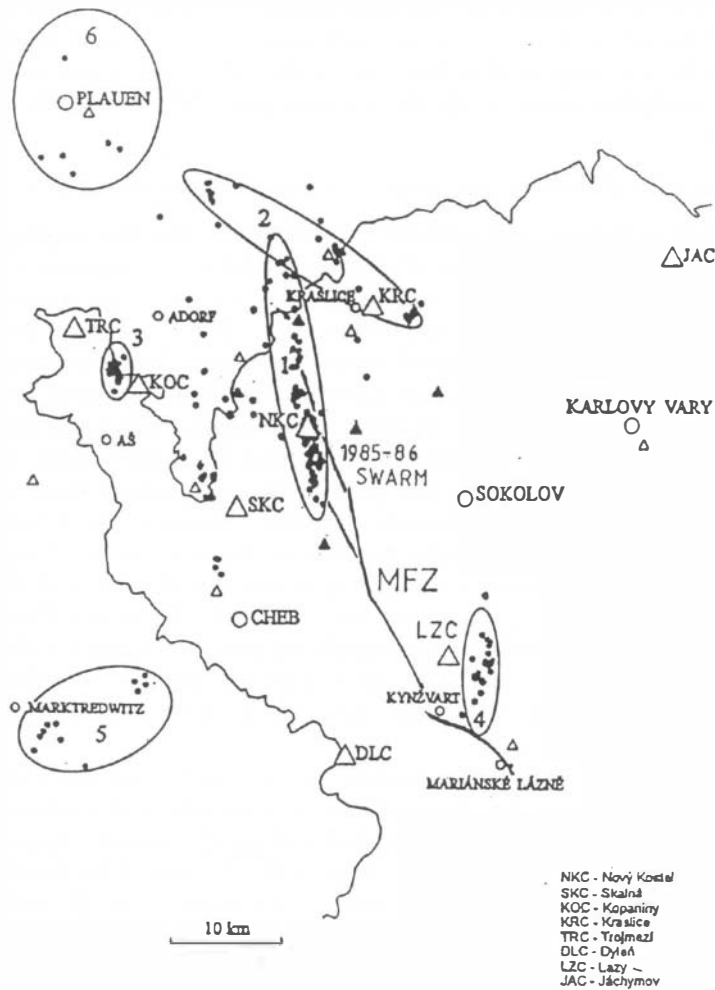 6
PLAUEN
2
JAC
KRASLICE
KRC
TRC
3
ADORF
KOC
1
KARLOVY VARY
NKC
AŠ
1985-86
SWARM
SOKOLOV
SKC
MFZ
CHEB
LZC
KYNŽVART
MARKTREDWITZ
5
4
DLC
MARIÁNSKÉ LÁZNĚ
10 km
NKC - Nový Kostel
SKC - Skalná
KOC - Kopaniny
KRC - Kraslice
TRC - Trojmezí
DLC - Dyleň
LZC - Lazy
JAC - Jáchymov